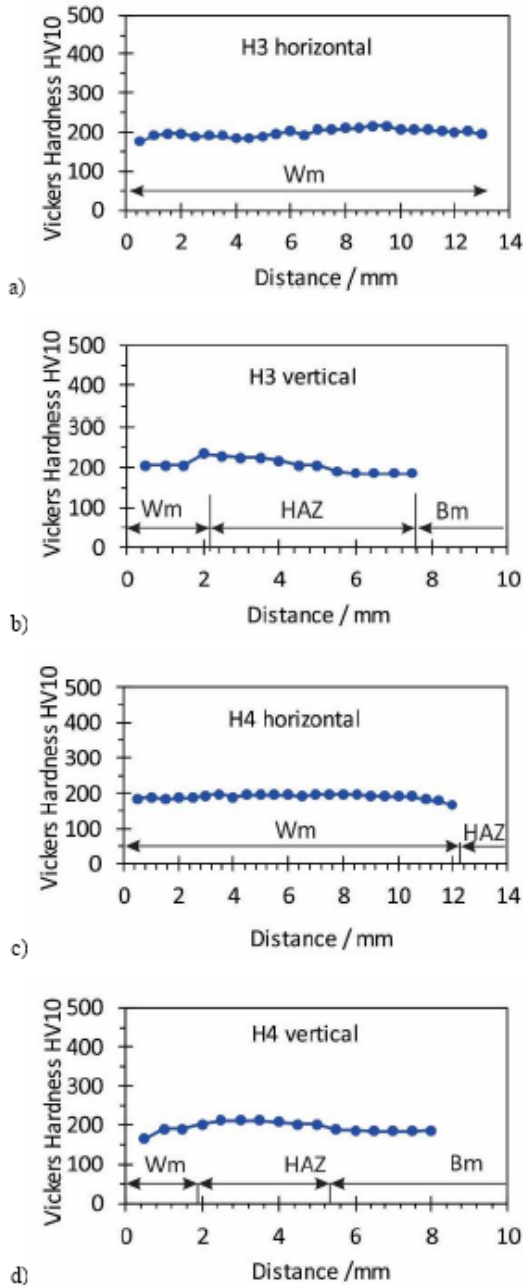 Vickers Hardness HV10
500
400
300
200
100
0
H3 horizontal
Wm
0 2 4 6 8 10 12 14
Distance / mm
a)
Vickers Hardness HV10
500
400
300
200
100
0
H3 vertical
Wm HAZ Bm
0 2 4 6 8 10
Distance / mm
b)
Vickers Hardness HV10
500
400
300
200
100
0
H4 horizontal
Wm HAZ
0 2 4 6 8 10 12 14
Distance / mm
c)
Vickers Hardness HV10
500
400
300
200
100
0
H4 vertical
Wm HAZ Bm
0 2 4 6 8 10
Distance / mm
d)